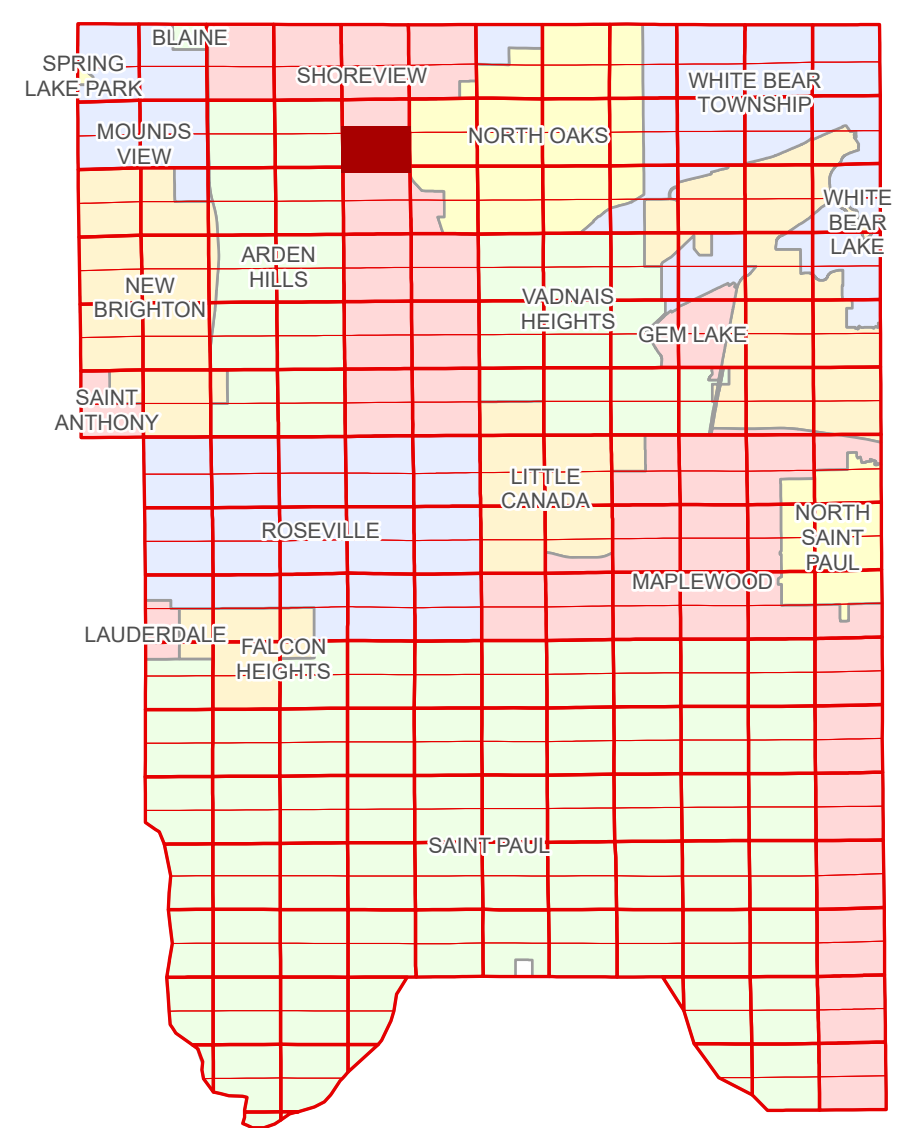 BLAINE
SPRING
LAKE PARK
SHOREVIEW
WHITE BEAR
TOWNSHIP
MOUNDS
VIEW
NORTH OAKS
WHITE
BEAR
LAKE
ARDEN
HILLS
NEW
BRIGHTON
VADNAIS
HEIGHTS
GEM LAKE
SAINT
ANTHONY
LITTLE
CANADA
ROSEVILLE
NORTH
SAINT
PAUL
MAPLEWOOD
LAUDERDALE
FALCON
HEIGHTS
SAINT PAUL